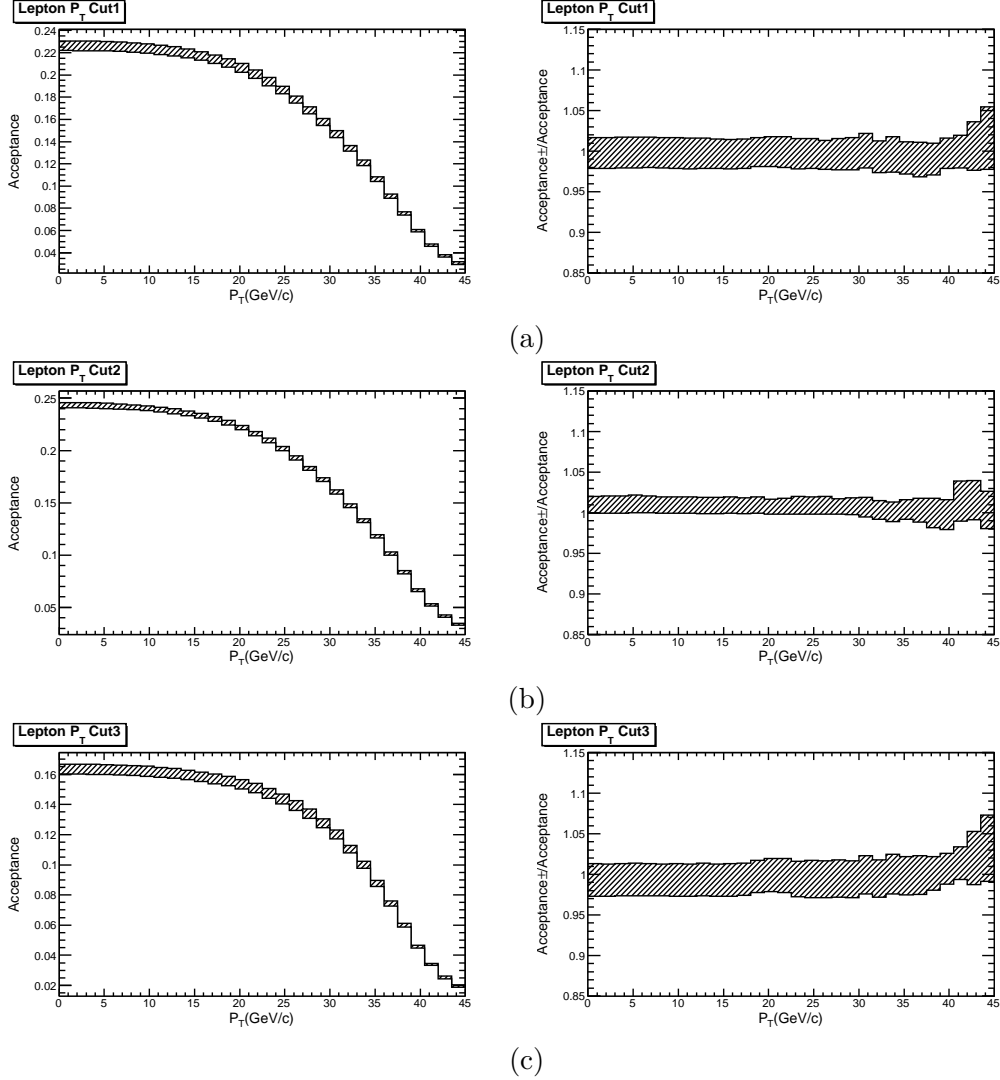 Lepton P_T Cut1
Acceptance
0.24
0.22
0.2
0.18
0.16
0.14
0.12
0.1
0.08
0.06
0.04
0 5 10 15 20 25 30 35 40 45
P_T(GeV/c)
Lepton P_T Cut1
Acceptance±/Acceptance
1.15
1.1
1.05
1
0.95
0.9
0.85
0 5 10 15 20 25 30 35 40 45
P_T(GeV/c)
(a)
Lepton P_T Cut2
Acceptance
0.25
0.2
0.15
0.1
0.05
0 5 10 15 20 25 30 35 40 45
P_T(GeV/c)
Lepton P_T Cut2
Acceptance±/Acceptance
1.15
1.1
1.05
1
0.95
0.9
0.85
0 5 10 15 20 25 30 35 40 45
P_T(GeV/c)
(b)
Lepton P_T Cut3
Acceptance
0.16
0.14
0.12
0.1
0.08
0.06
0.04
0.02
0 5 10 15 20 25 30 35 40 45
P_T(GeV/c)
Lepton P_T Cut3
Acceptance±/Acceptance
1.15
1.1
1.05
1
0.95
0.9
0.85
0 5 10 15 20 25 30 35 40 45
P_T(GeV/c)
(c)